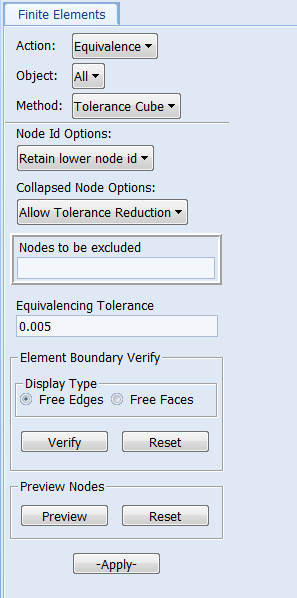 Finite Elements
Action: Equivalence
Object: All
Method: Tolerance Cube
Node Id Options:
Retain lower node id
Collapsed Node Options:
Allow Tolerance Reduction
Nodes to be excluded
Equivalencing Tolerance
0.005
Element Boundary Verify
Display Type
Free Edges Free Faces
Verify Reset
Preview Nodes
Preview Reset
-Apply-